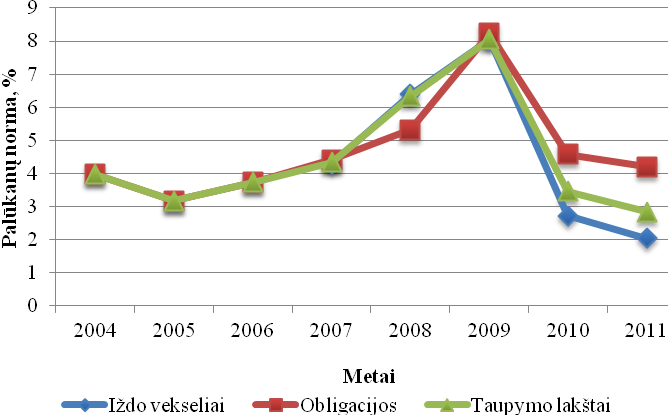 Palūkanų norma, %
9
8
7
6
5
4
3
2
1
0
2004 2005 2006 2007 2008 2009 2010 2011
Metai
Iždo vekseliai Obligacijos Taupymo lakštai